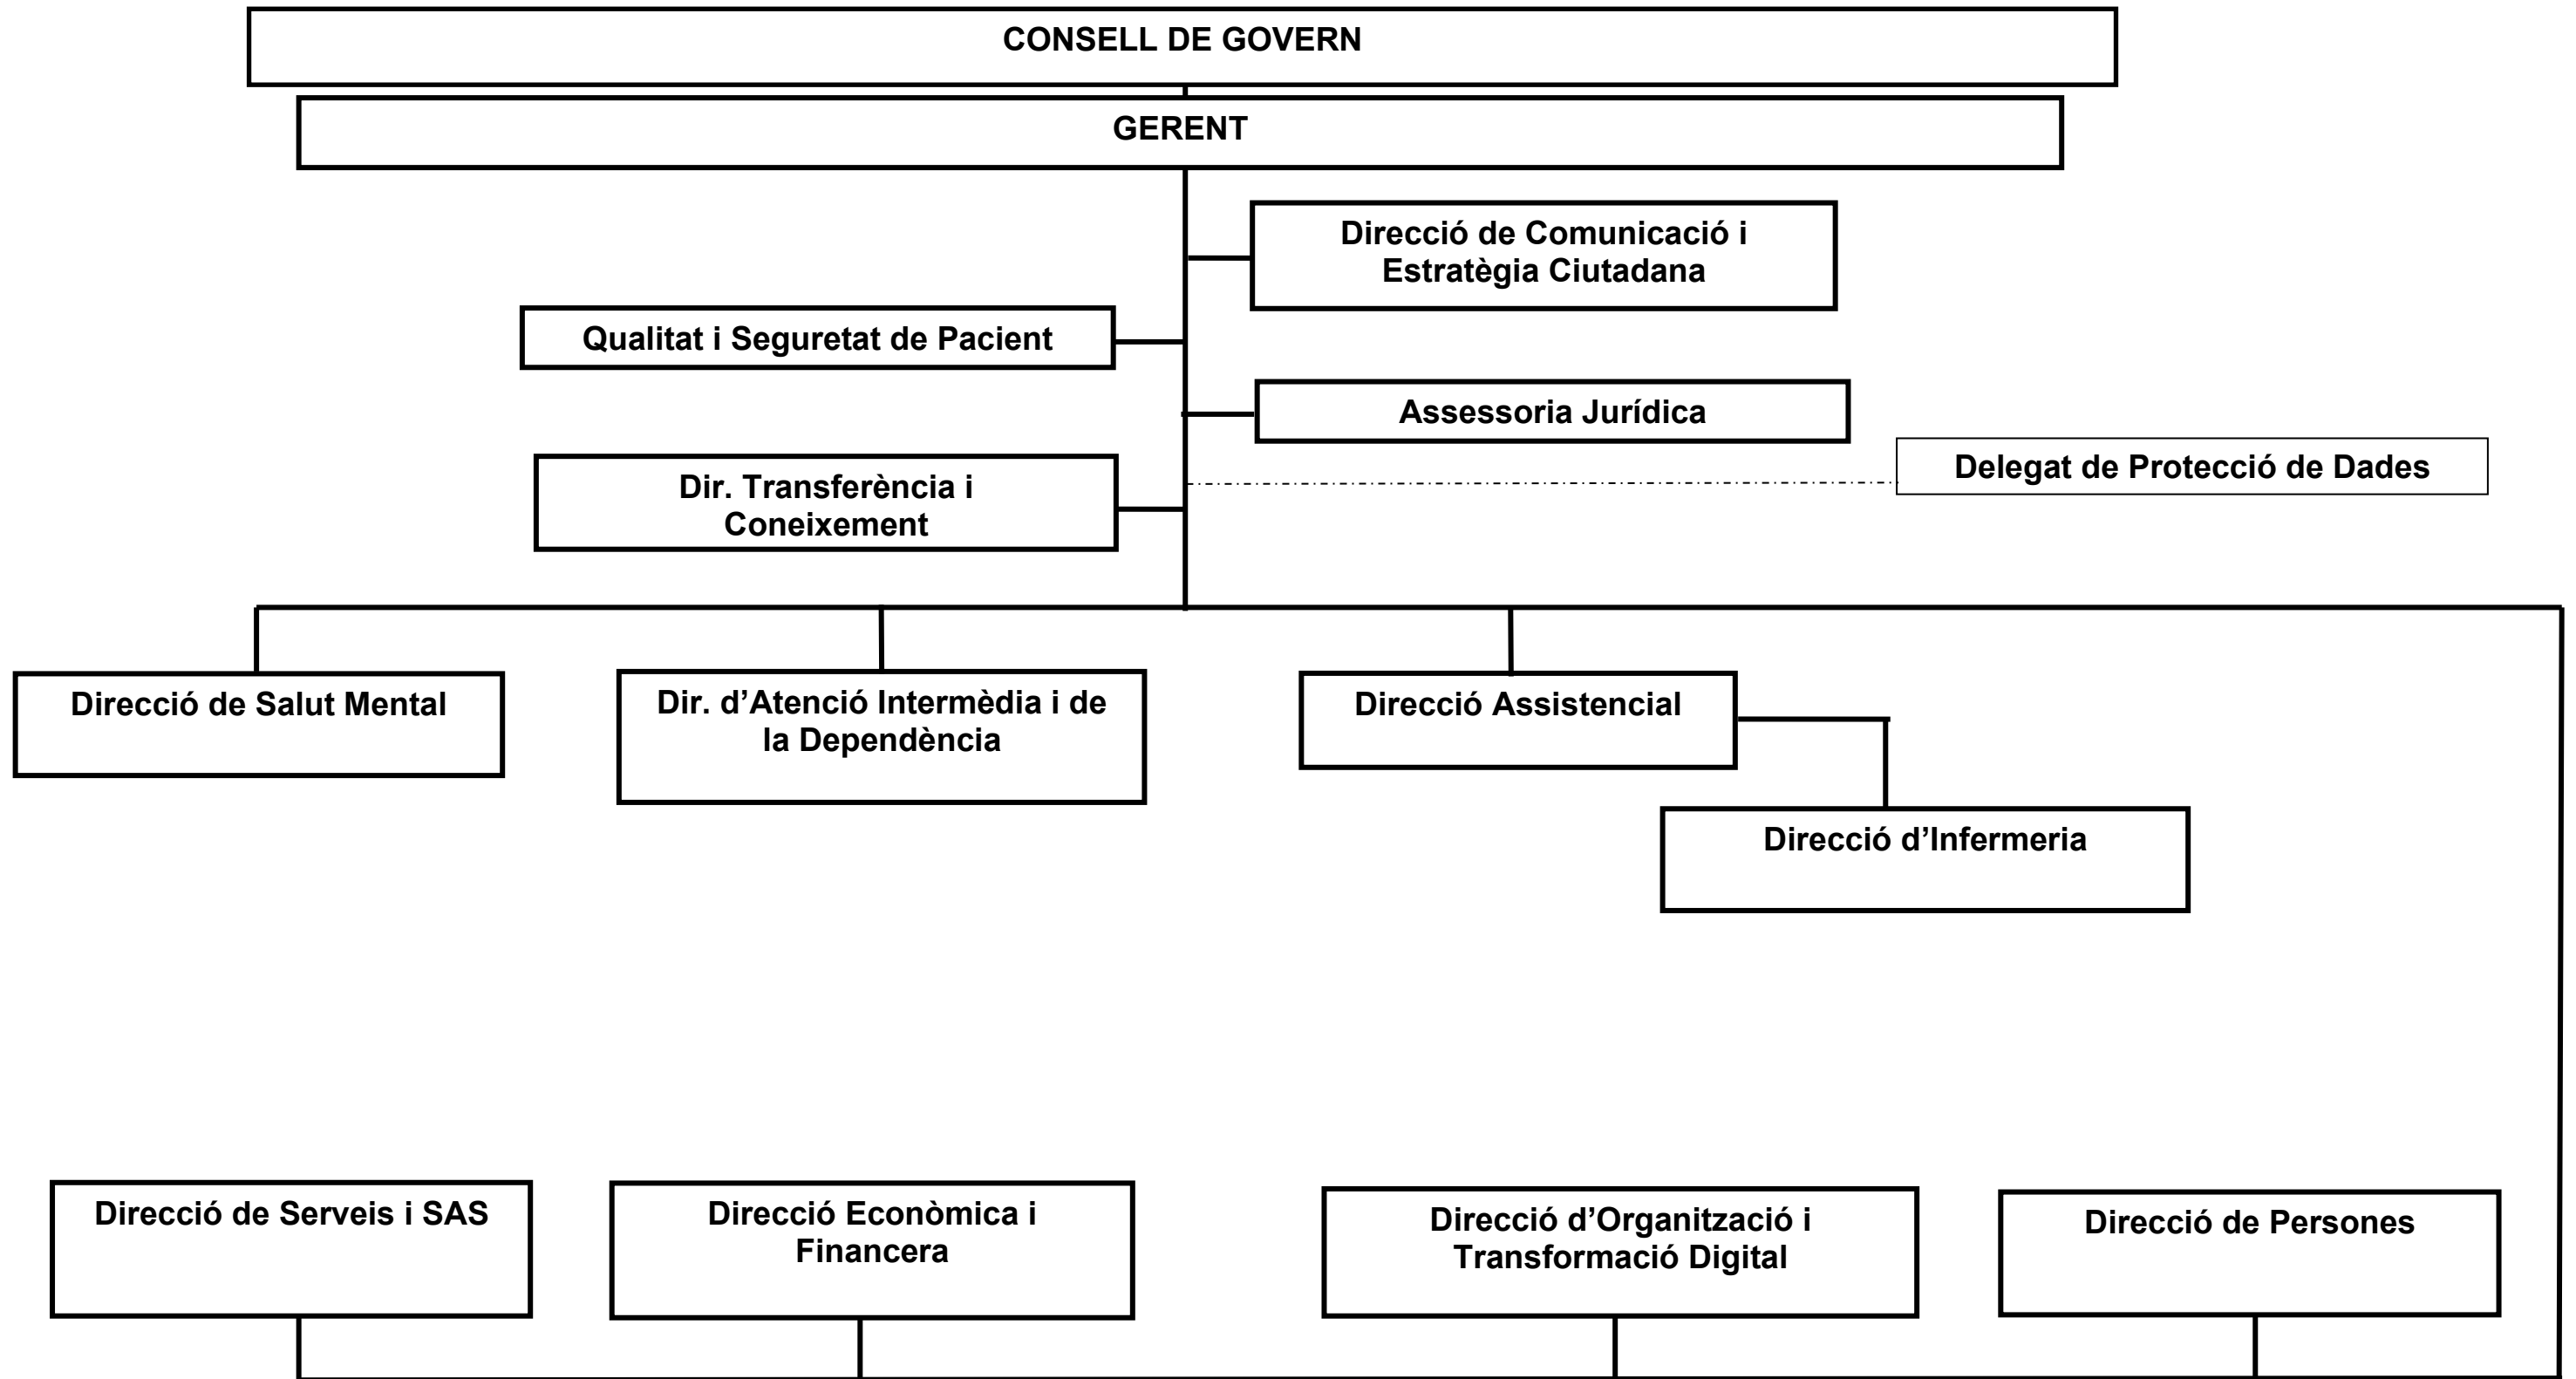 CONSELL DE GOVERN
GERENT
Direcció de Comunicació i
Estratègia Ciutadana
Qualitat i Seguretat de Pacient
Assessoria Jurídica
Delegat de Protecció de Dades
Dir. Transferència i
Coneixement
Direcció de Salut Mental
Dir. d’Atenció Intermèdia i de
la Dependència
Direcció Assistencial
Direcció d’Infermeria
Direcció de Serveis i SAS
Direcció Econòmica i
Financera
Direcció d’Organització i
Transformació Digital
Direcció de Persones